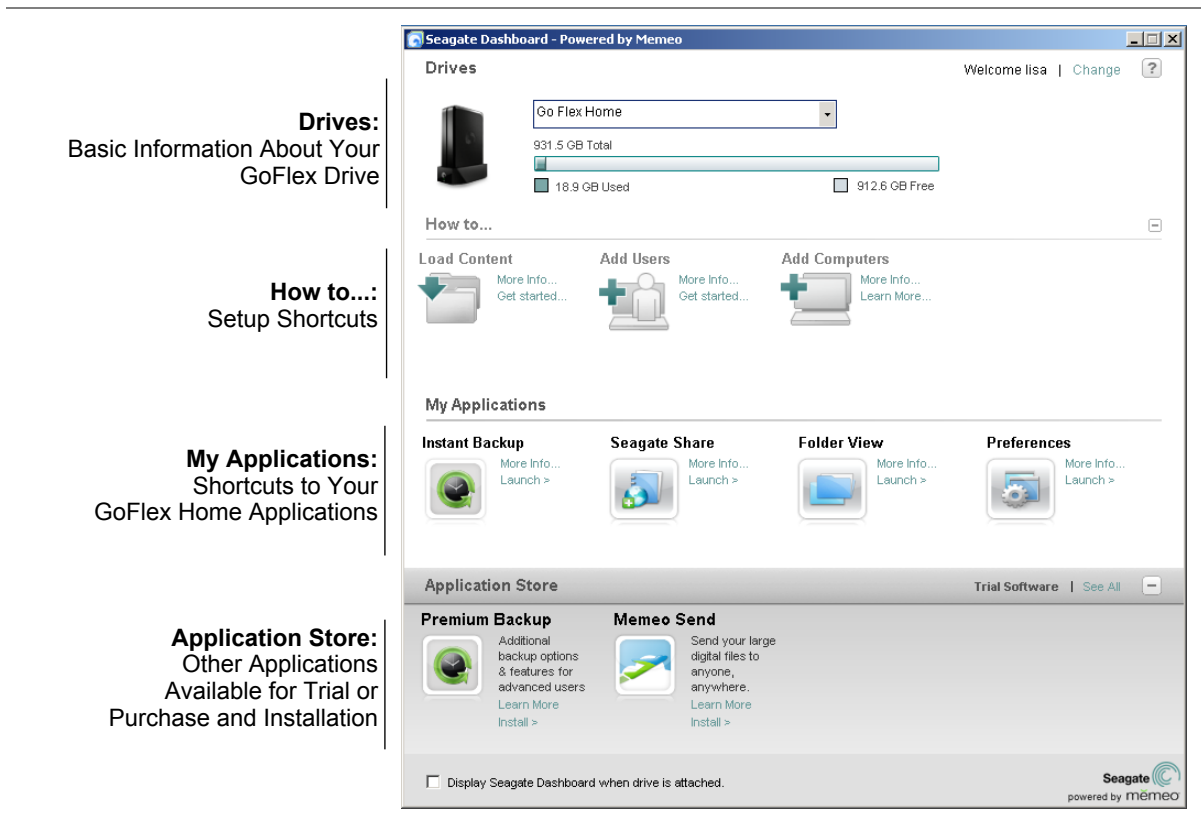 Seagate Dashboard - Powered by Memeo
Drives
Welcome lisa | Change ?
Drives:
Basic Information About Your
GoFlex Drive
Go Flex Home
931.5 GB Total
18.9 GB Used
912.6 GB Free
How to...
How to...:
Setup Shortcuts
Load Content
More Info...
Get started...
Add Users
More Info...
Get started...
Add Computers
More Info...
Learn More...
My Applications
My Applications:
Shortcuts to Your
GoFlex Home Applications
Instant Backup
More Info...
Launch >
Seagate Share
More Info...
Launch >
Folder View
More Info...
Launch >
Preferences
More Info...
Launch >
Application Store
Trial Software | See All
Application Store:
Other Applications
Available for Trial or
Purchase and Installation
Premium Backup
Additional
backup options
& features for
advanced users
Learn More
Install >
Memeo Send
Send your large
digital files to
anyone,
anywhere.
Learn More
Install >
Display Seagate Dashboard when drive is attached.
Seagate
powered by mēmeo